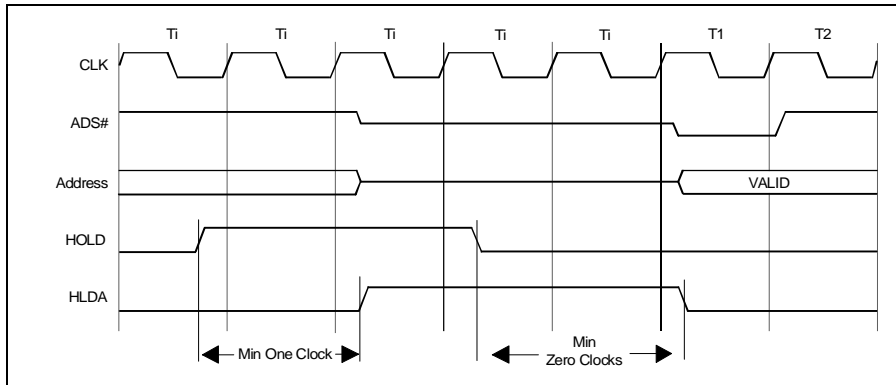 Ti Ti Ti Ti Ti T1 T2
CLK
ADS#
Address VALID
HOLD
HLDA
Min One Clock Min
Zero Clocks